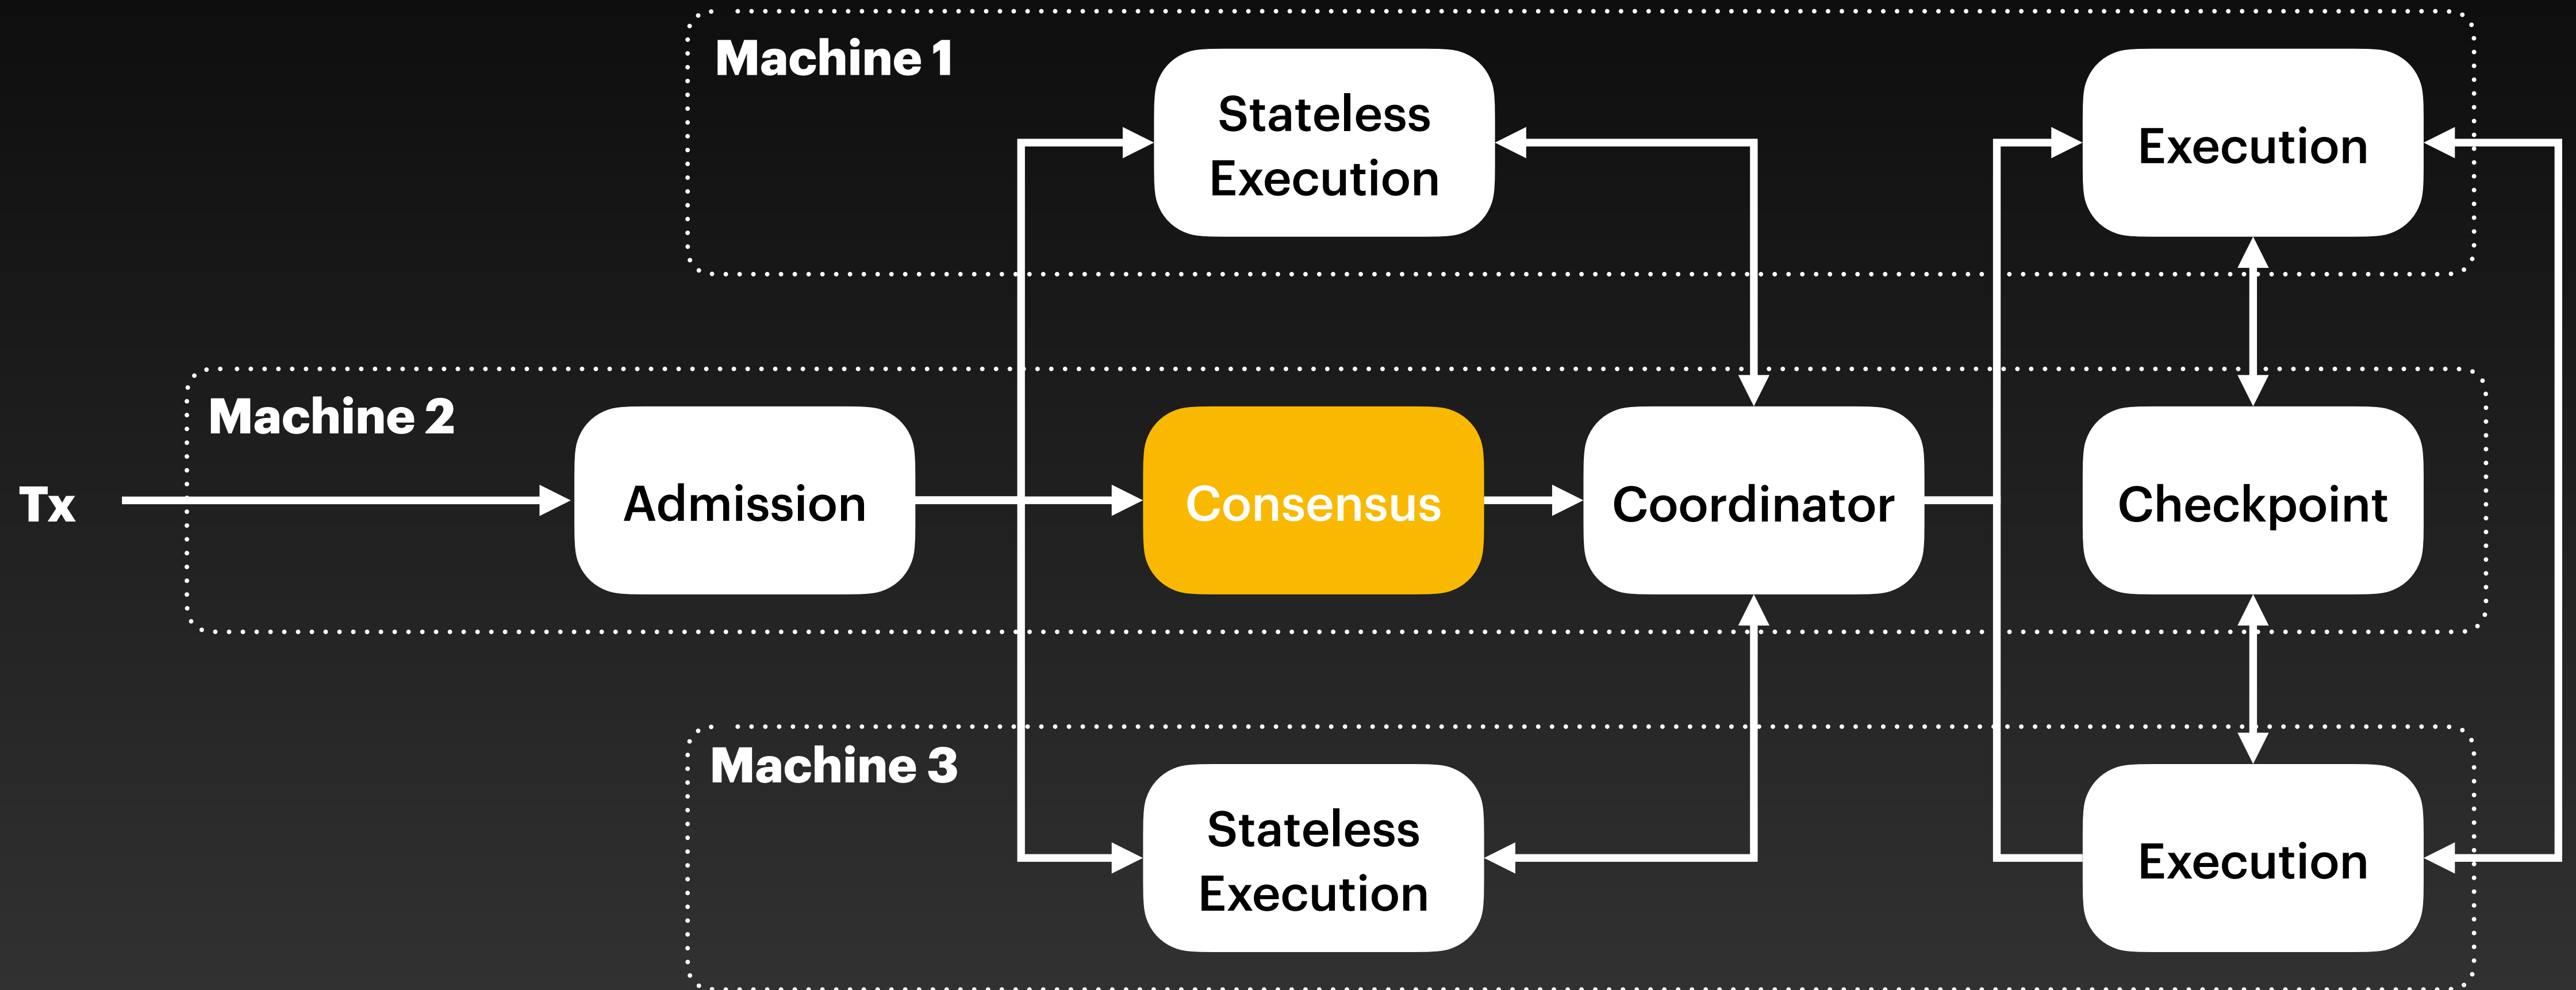 Machine 1
Stateless
Execution
Execution
Machine 2
Tx
Admission
Consensus
Coordinator
Checkpoint
Machine 3
Stateless
Execution
Execution